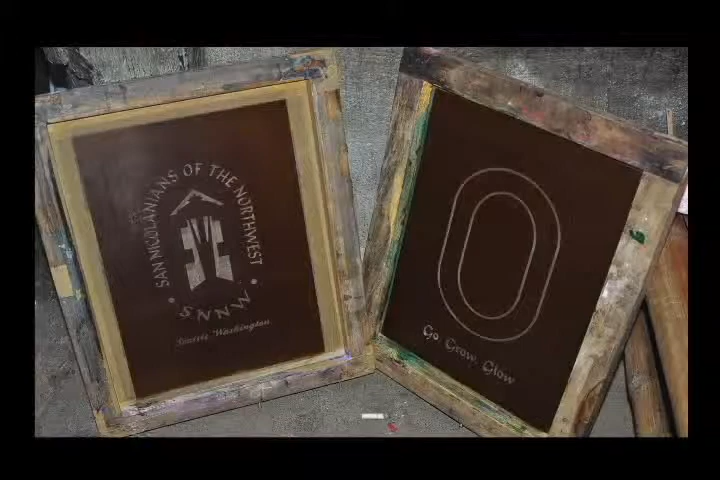 SAN NICOLANIANS OF THE NORTHWEST
SNNW
Seattle Washington
Go Grow Glow